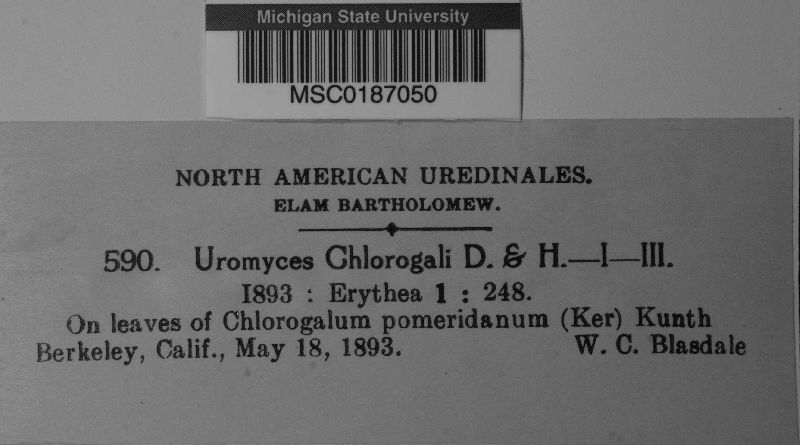 Michigan State University
MSC0187050
NORTH AMERICAN UREDINALES.
ELAM BARTHOLOMEW.
590. Uromyces Chlorogali D. & H.—I—III.
1893 : Erythea 1 : 248.
On leaves of Chlorogalum pomeridanum (Ker) Kunth
Berkeley, Calif., May 18, 1893. W. C. Blasdale